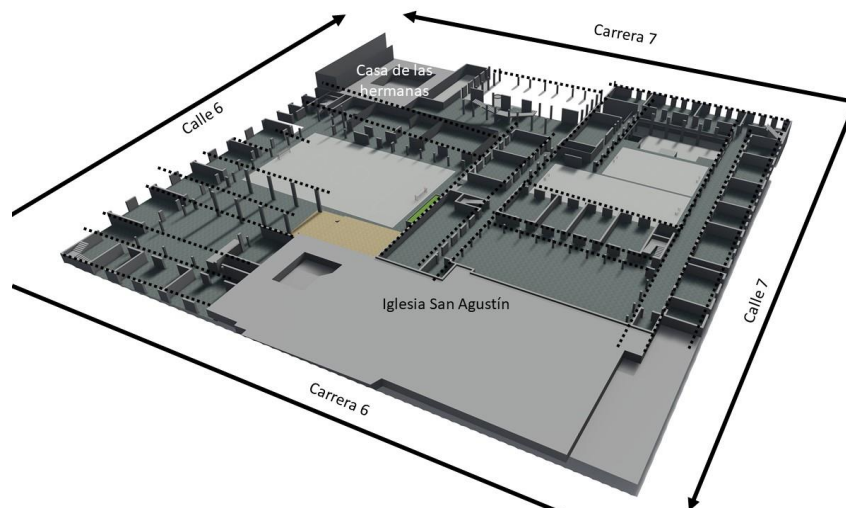 Carrera 7
Casa de las
hermanas
Calle 6
Iglesia San Agustín
Calle 7
Carrera 6